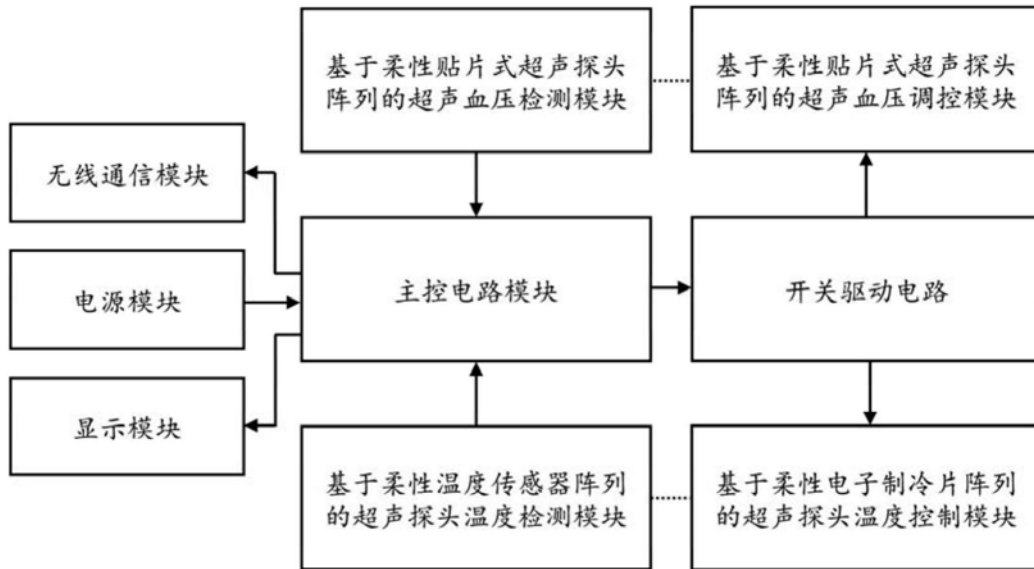 基于柔性贴片式超声探头
阵列的超声血压检测模块
基于柔性贴片式超声探头
阵列的超声血压调控模块
无线通信模块
电源模块
主控电路模块
开关驱动电路
显示模块
基于柔性温度传感器阵列
的超声探头温度检测模块
基于柔性电子制冷片阵列
的超声探头温度控制模块